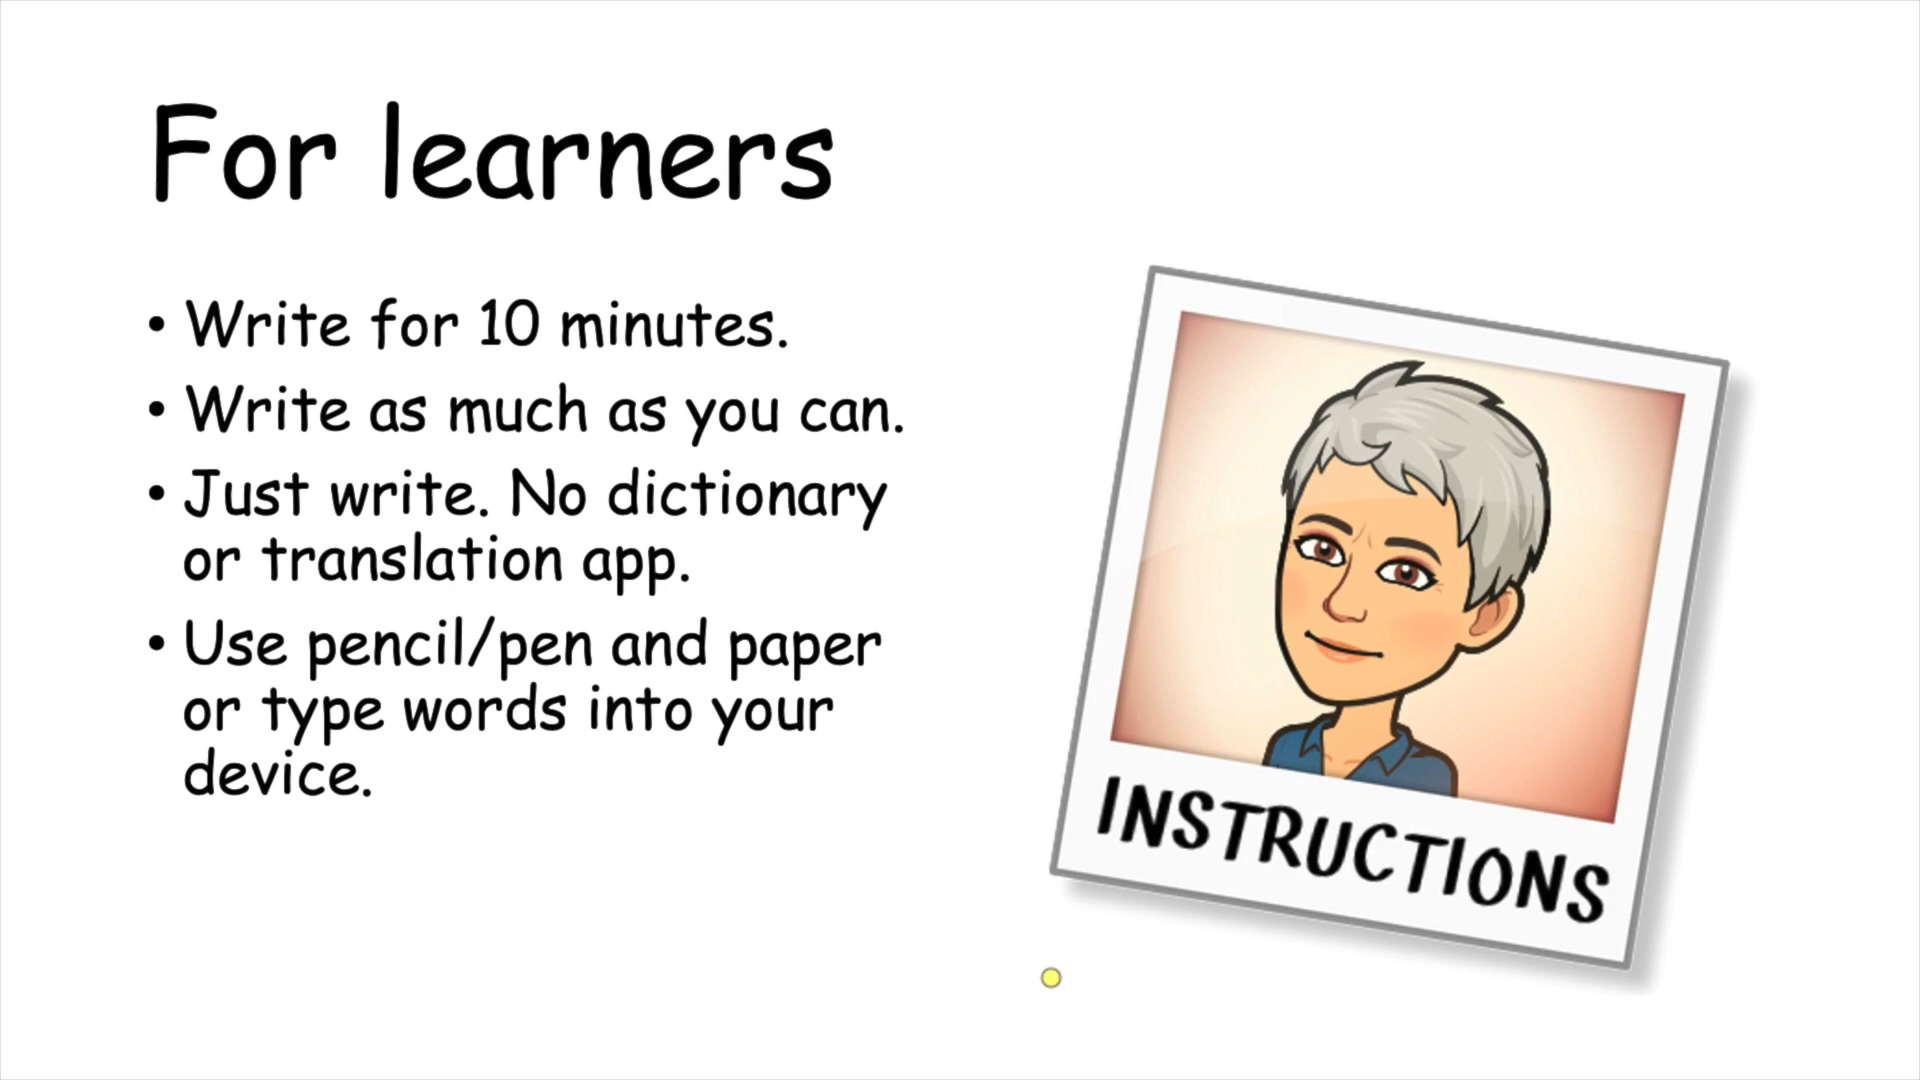 For learners
• Write for 10 minutes.
• Write as much as you can.
• Just write. No dictionary
or translation app.
• Use pencil/pen and paper
or type words into your
device.
INSTRUCTIONS